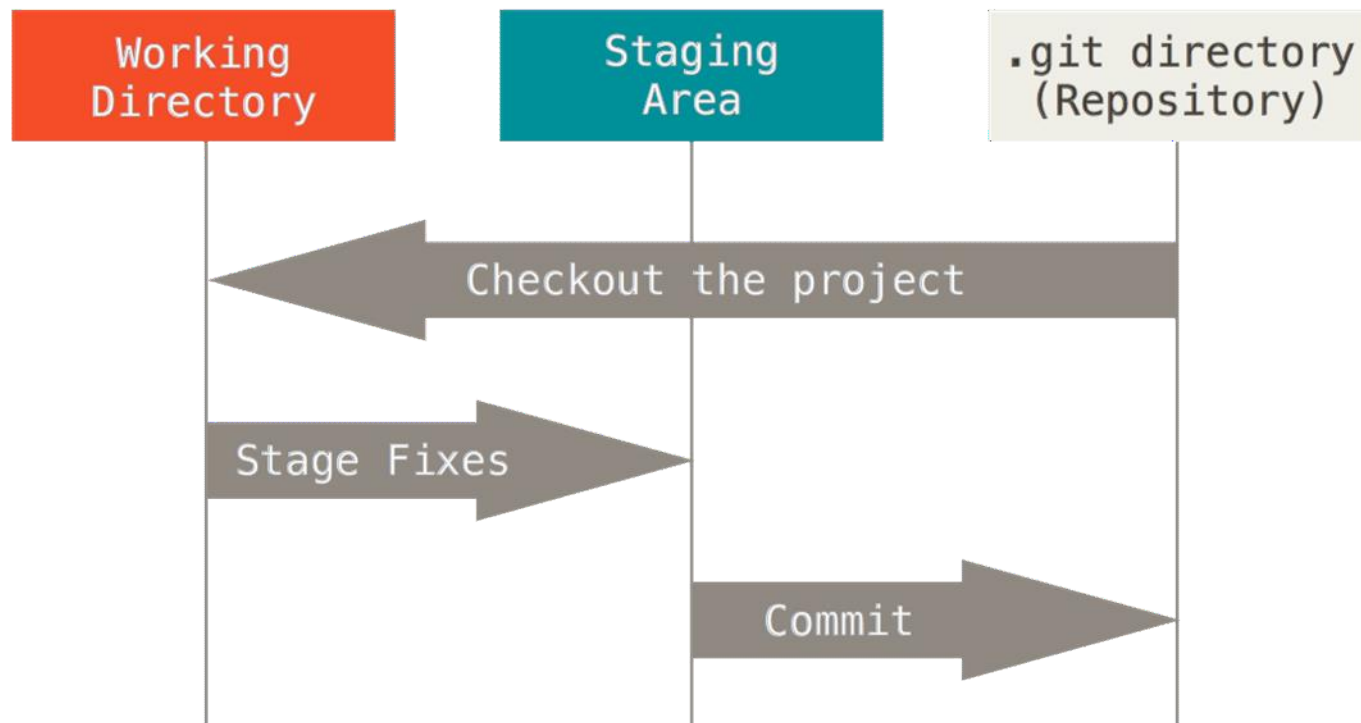 Working
Directory
Staging
Area
.git directory
(Repository)
Checkout the project
Stage Fixes
Commit